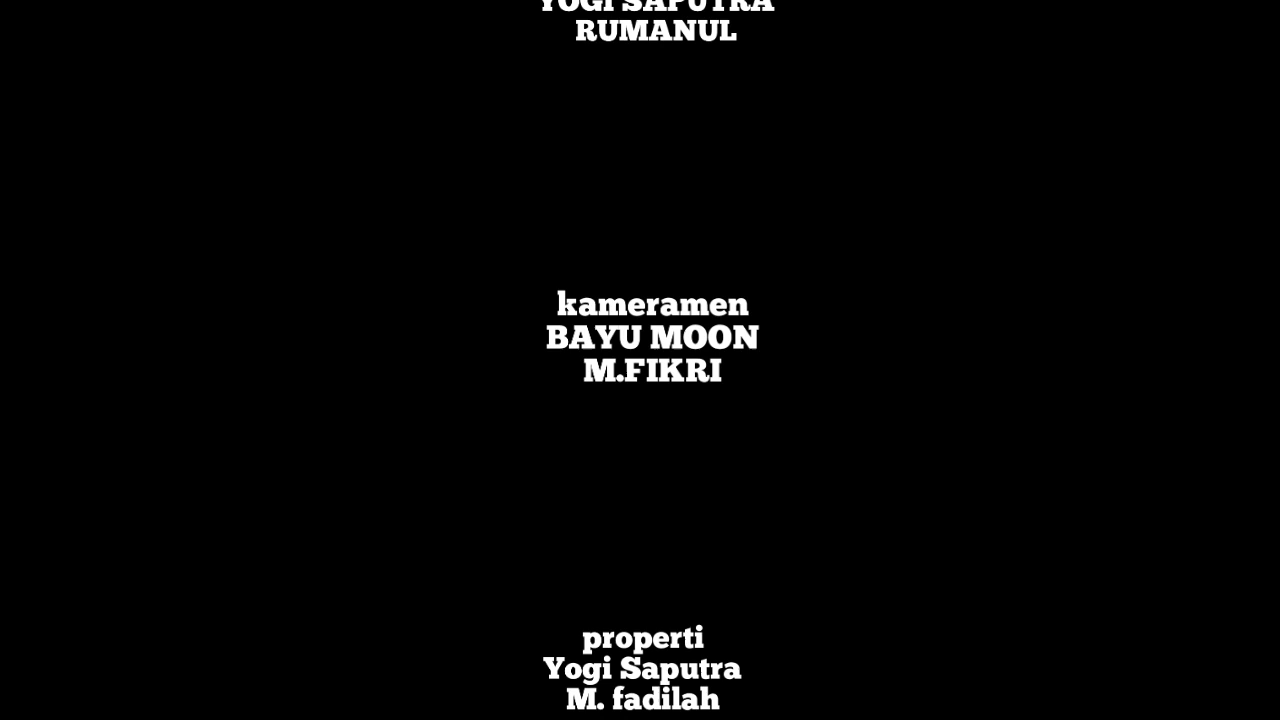 YOGI SAPUTRA
RUMANUL
kameramen
BAYU MOON
M.FIKRI
properti
Yogi Saputra
M. fadilah